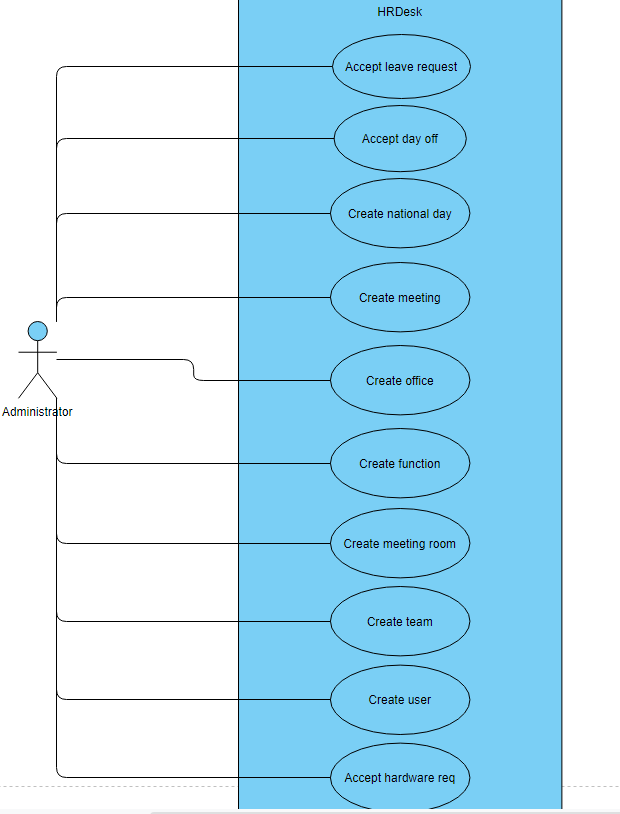 HRDesk
Accept leave request
Accept day off
Create national day
Create meeting
Create office
Administrator
Create function
Create meeting room
Create team
Create user
Accept hardware req